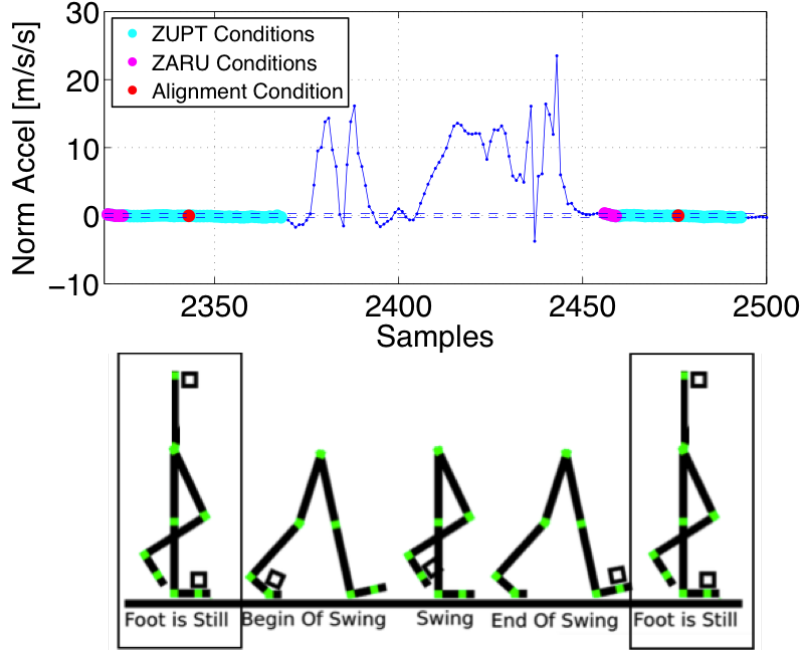 30
ZUPT Conditions
ZARU Conditions
Alignment Condition
20
10
0
−10
Norm Accel [m/s/s]
2350 2400 2450 2500
Samples
Foot is Still Begin Of Swing Swing End Of Swing Foot is Still